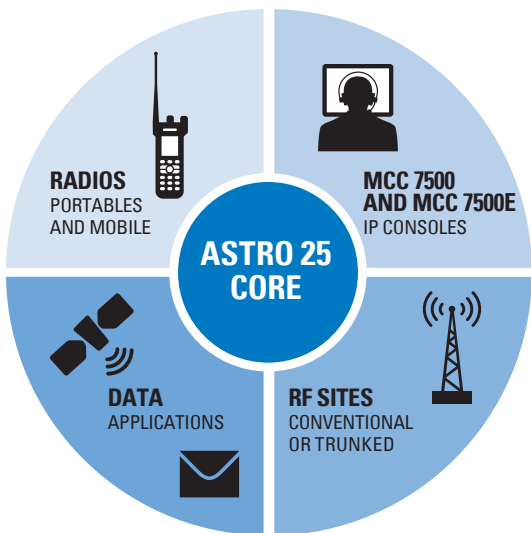 RADIOS
PORTABLES
AND MOBILE
MCC 7500
AND MCC 7500E
IP CONSOLES
ASTRO 25
CORE
DATA
APPLICATIONS
RF SITES
CONVENTIONAL
OR TRUNKED